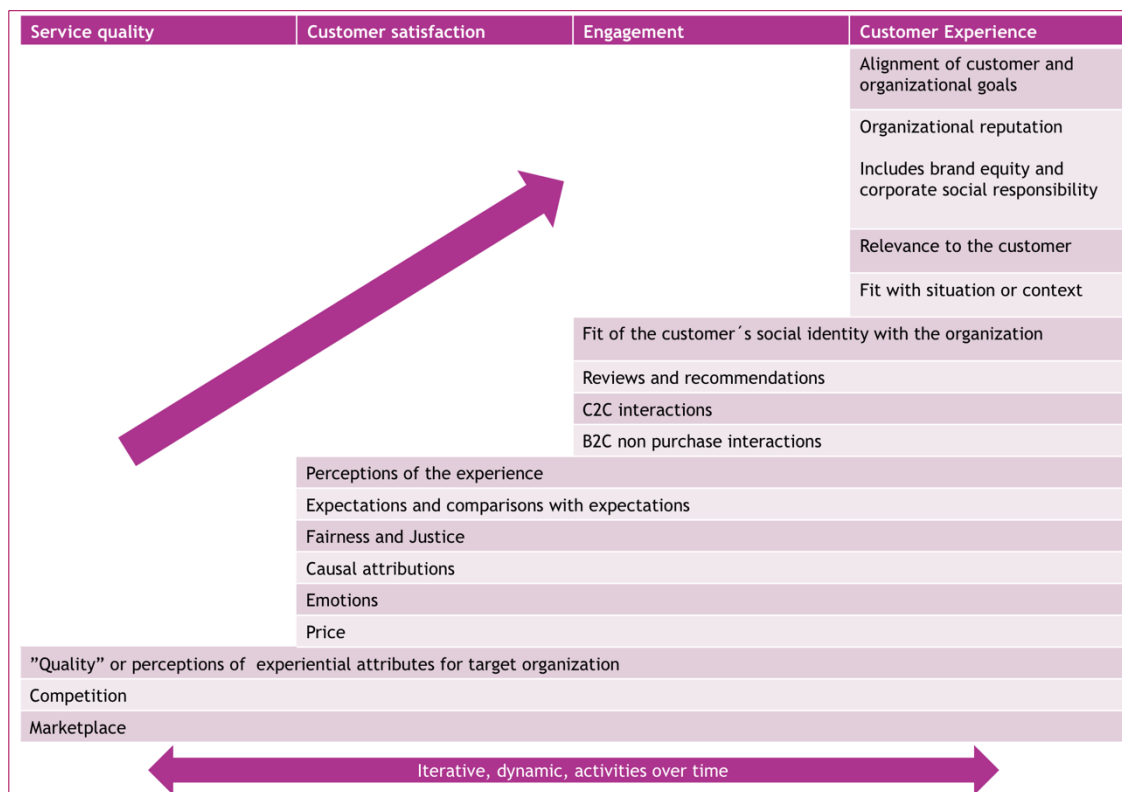 Service quality
Customer satisfaction
Engagement
Customer Experience
Alignment of customer and
organizational goals
Organizational reputation
Includes brand equity and
corporate social responsibility
Relevance to the customer
Fit with situation or context
Fit of the customer´s social identity with the organization
Reviews and recommendations
C2C interactions
B2C non purchase interactions
Perceptions of the experience
Expectations and comparisons with expectations
Fairness and Justice
Causal attributions
Emotions
Price
”Quality” or perceptions of  experiential attributes for target organization
Competition
Marketplace
Iterative, dynamic, activities over time